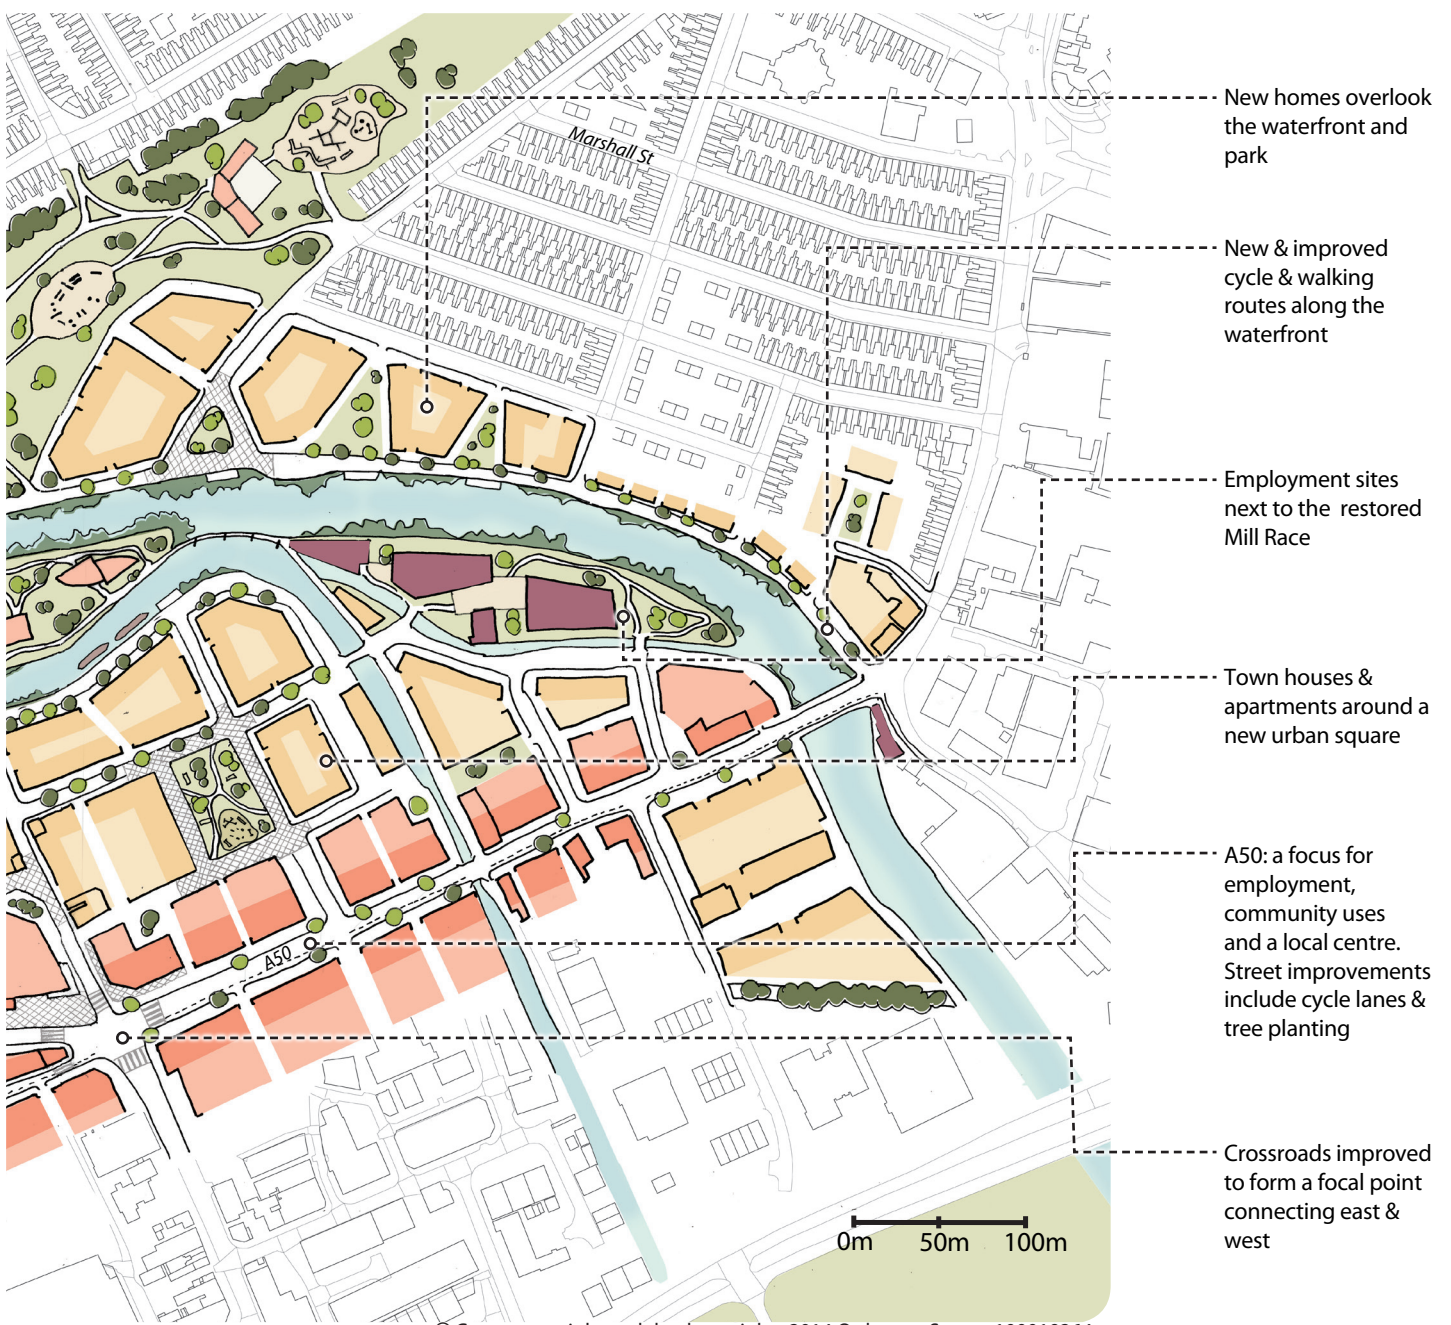 New homes overlook
the waterfront and
park
Marshall St
New & improved
cycle & walking
routes along the
waterfront
Employment sites
next to the restored
Mill Race
Town houses &
apartments around a
new urban square
A50: a focus for
employment,
community uses
and a local centre.
Street improvements
include cycle lanes &
tree planting
A50
Crossroads improved
to form a focal point
connecting east &
west
0m 50m 100m